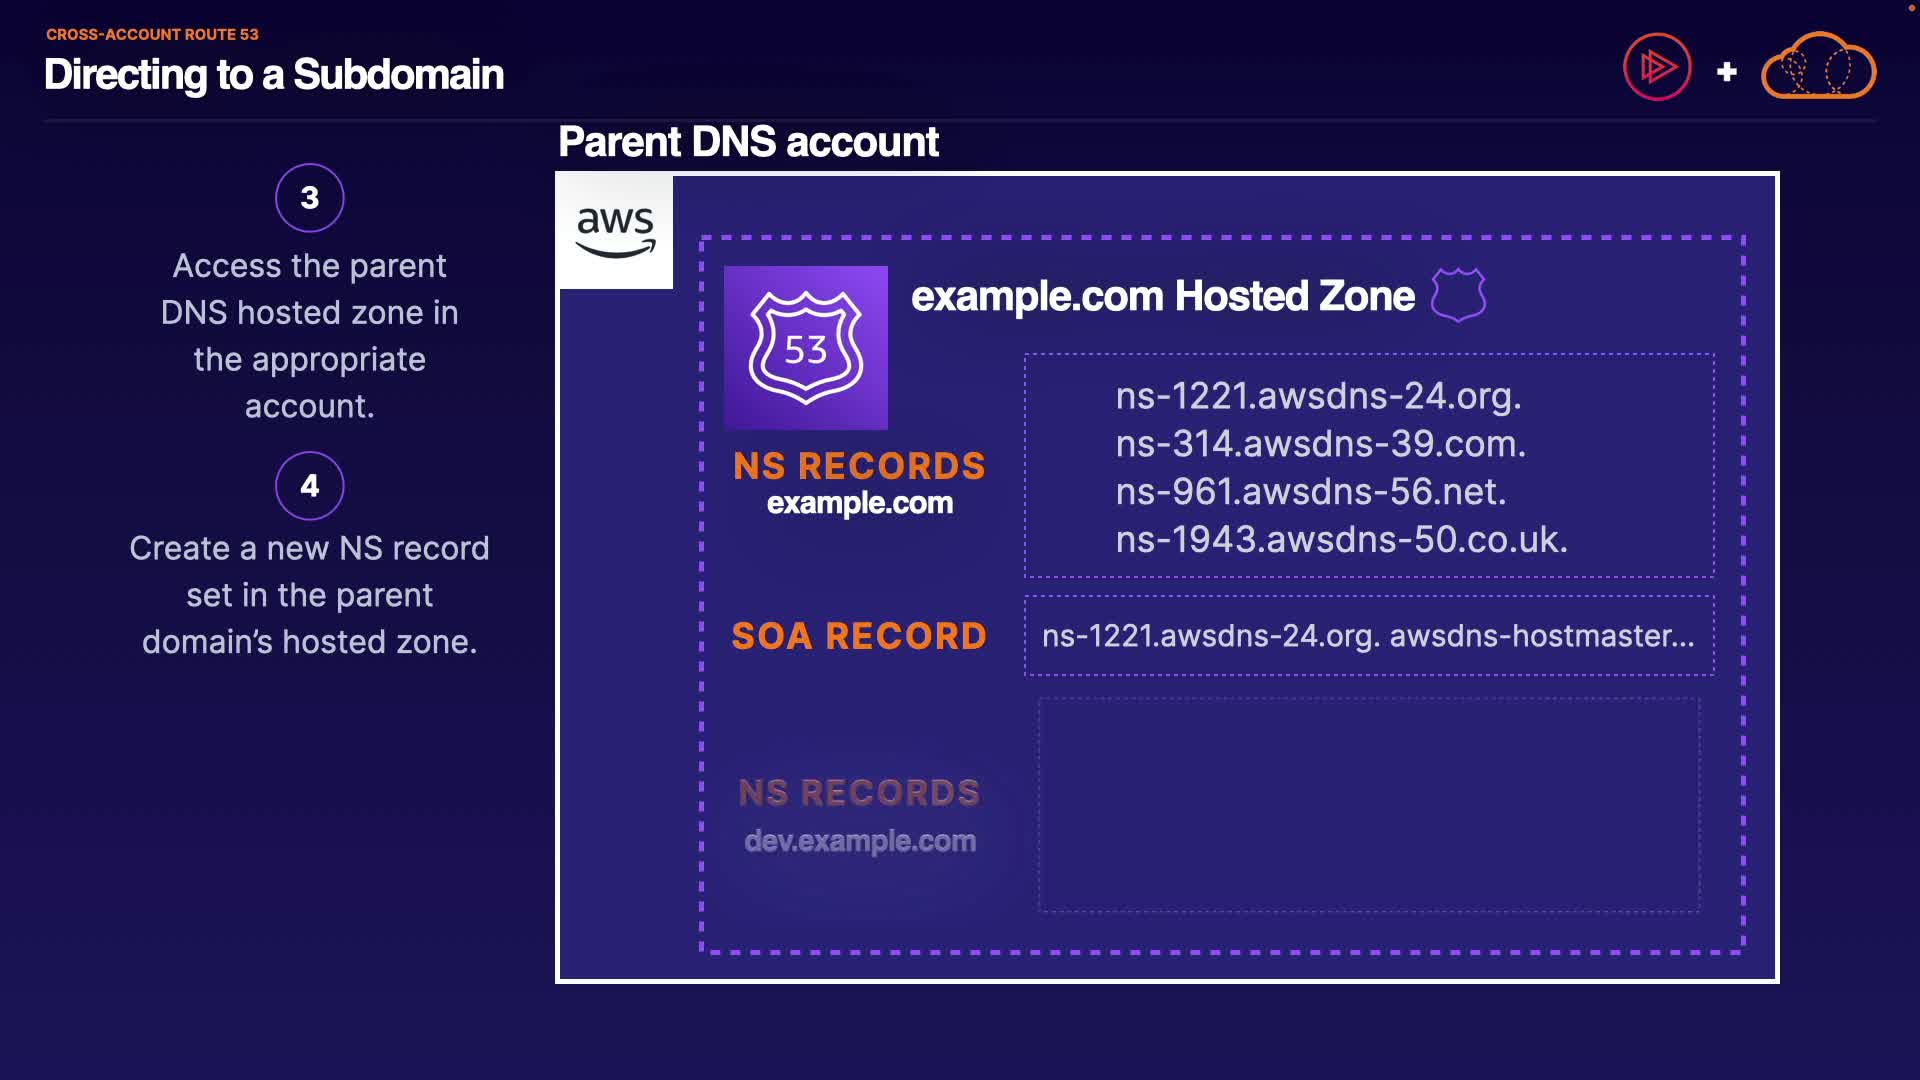 CROSS-ACCOUNT ROUTE 53
Directing to a Subdomain
3
Access the parent
DNS hosted zone in
the appropriate
account.
4
Create a new NS record
set in the parent
domain’s hosted zone.
Parent DNS account
aws
53
example.com Hosted Zone
NS RECORDS
example.com
ns-1221.awsdns-24.org.
ns-314.awsdns-39.com.
ns-961.awsdns-56.net.
ns-1943.awsdns-50.co.uk.
SOA RECORD
ns-1221.awsdns-24.org. awsdns-hostmaster...
NS RECORDS
dev.example.com